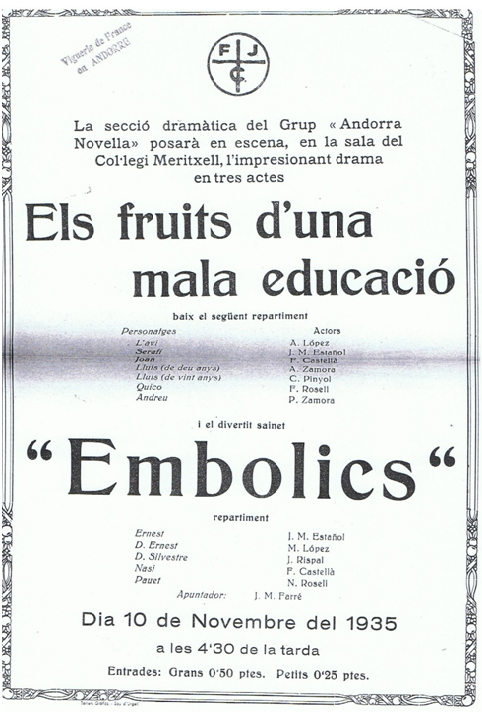 Viguerie de France
en ANDORRE
F J
C
La secció dramàtica del Grup «Andorra
Novella» posarà en escena, en la sala del
Col·legi Meritxell, l'impresionant drama
en tres actes
Els fruits d'una
mala educació
baix el següent repartiment
Personatges Actors
L'avi A. López
Serafí J. M. Estañol
Joan F. Castellà
Lluis (de deu anys) A. Zamora
Lluis (de vint anys) C. Pinyol
Quico F. Rosell
Andreu P. Zamora
i el divertit sainet
“Embolics“
repartiment
Ernest J. M. Estañol
D. Ernest M. López
D. Silvestre J. Rispal
Nasi F. Castellà
Pauet N. Rosell
Apuntador: J. M. Farré
Dia 10 de Novembre del 1935
a les 4'30 de la tarda
Entrades: Grans 0'50 ptes. Petits 0'25 ptes.